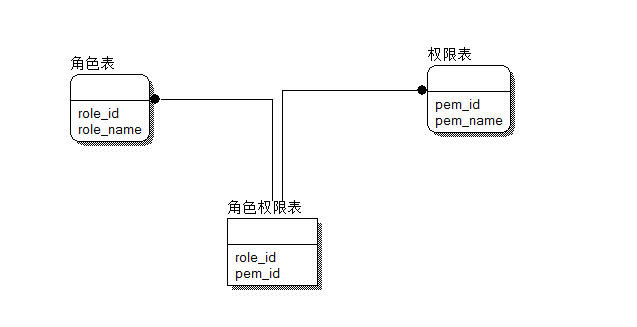 角色表
role_id
role_name
权限表
pem_id
pem_name
角色权限表
role_id
pem_id